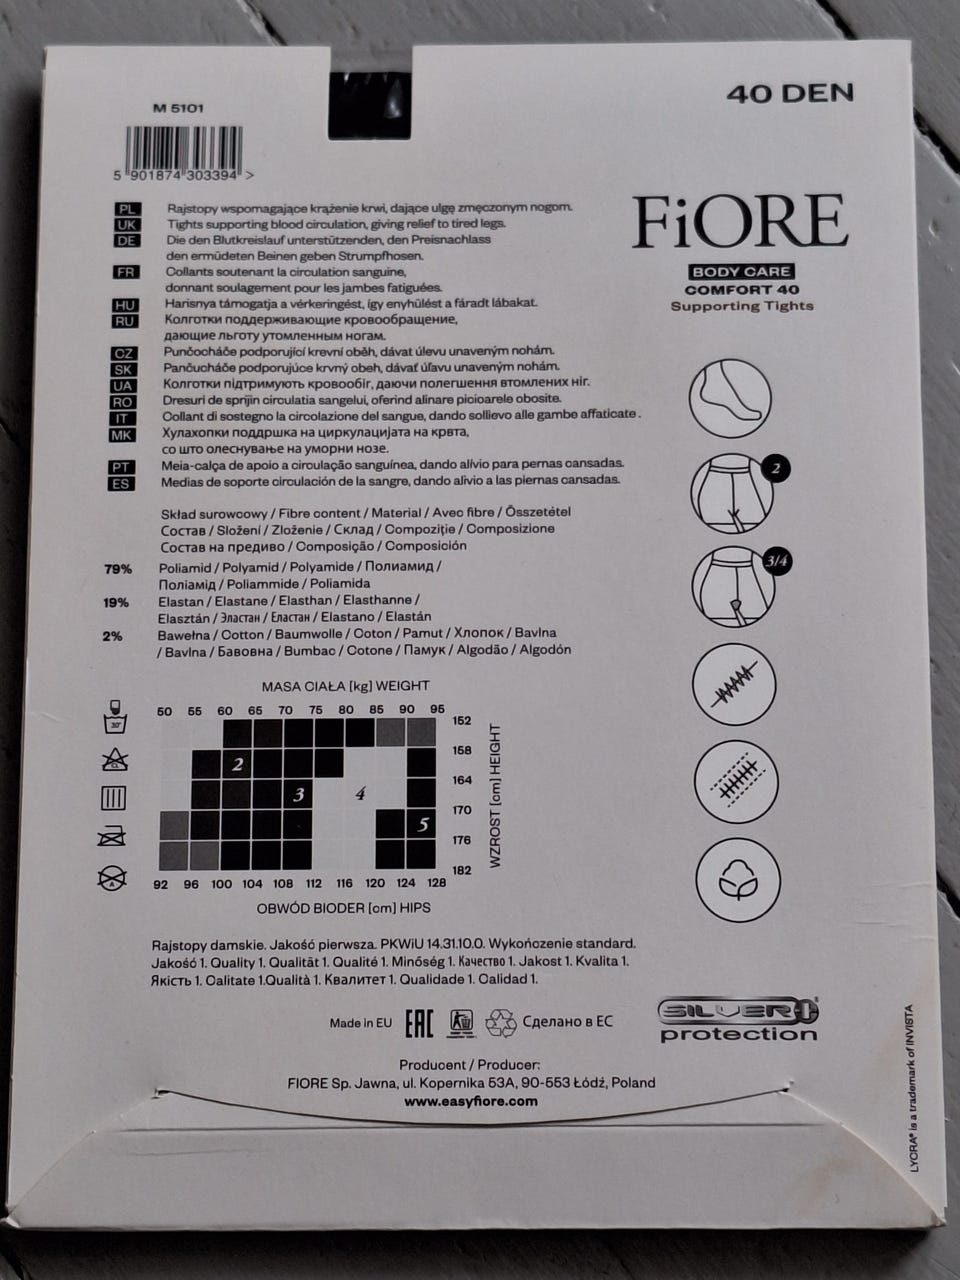 M 5101
40 DEN
5 901874 303394 >
PL Rajstopy wspomagające krążenie krwi, dające ulgę zmęczonym nogom.
UK Tights supporting blood circulation, giving relief to tired legs.
DE Die den Blutkreislauf unterstützenden, den Preisnachlass
den ermüdeten Beinen geben Strumpfhosen.
FR Collants soutenant la circulation sanguine,
donnant soulagement pour les jambes fatiguées.
HU Harisnya támogatja a vérkeringést, így enyhülést a fáradt lábakat.
RU Колготки поддерживающие кровообращение,
дающие льготу утомленным ногам.
CZ Punčocháče podporující krevní oběh, dávat úlevu unaveným nohám.
SK Pančucháče podporujúce krvný obeh, dávať úľavu unaveným nohám.
UA Колготки підтримують кровообіг, даючи полегшення втомлених ніг.
RO Dresuri de sprijin circulatia sangelui, oferind alinare picioarele obosite.
IT Collant di sostegno la circolazione del sangue, dando sollievo alle gambe affaticate.
MK Хулахопки поддршка на циркулацијата на крвта,
со што олеснување на уморни нозе.
PT Meia-calça de apoio a circulação sanguínea, dando alívio para pernas cansadas.
ES Medias de soporte circulación de la sangre, dando alivio a las piernas cansadas.
FiORE
BODY CARE
COMFORT 40
Supporting Tights
2
3/4
Skład surowcowy / Fibre content / Material / Avec fibre / Összetétel
Состав / Složení / Zloženie / Склад / Compoziție / Composizione
Состав на предиво / Composição / Composición
79% Poliamid / Polyamid / Polyamide / Полиамид /
Поліамід / Poliammide / Poliamida
19% Elastan / Elastane / Elasthan / Elasthanne /
Elasztán / Эластан / Еластан / Elastano / Elastán
2% Bawełna / Cotton / Baumwolle / Coton / Pamut / Хлопок / Bavlna
/ Bavlna / Бавовна / Bumbac / Cotone / Памук / Algodão / Algodón
MASA CIAŁA [kg] WEIGHT
50 55 60 65 70 75 80 85 90 95
152
158
164
170
176
182
WZROST [cm] HEIGHT
2
3
4
5
30°
CL
A
92 96 100 104 108 112 116 120 124 128
OBWÓD BIODER [cm] HIPS
Rajstopy damskie. Jakość pierwsza. PKWiU 14.31.10.0. Wykończenie standard.
Jakość 1. Quality 1. Qualität 1. Qualité 1. Minőség 1. Качество 1. Jakost 1. Kvalita 1.
Якість 1. Calitate 1.Qualità 1. Квалитет 1. Qualidade 1. Calidad 1.
Made in EU EAC Сделано в ЕС
SILVER
protection
Producent / Producer:
FIORE Sp. Jawna, ul. Kopernika 53A, 90-553 Łódź, Poland
www.easyfiore.com
LYCRA® is a trademark of INVISTA